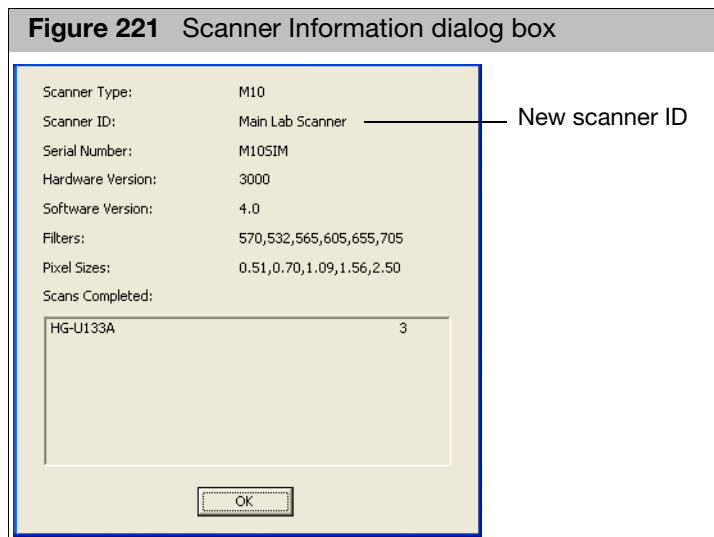 Figure 221 Scanner Information dialog box
Scanner Type: M10
Scanner ID: Main Lab Scanner New scanner ID
Serial Number: M10SIM
Hardware Version: 3000
Software Version: 4.0
Filters: 570,532,565,605,655,705
Pixel Sizes: 0.51,0.70,1.09,1.56,2.50
Scans Completed:
HG-U133A 3
OK